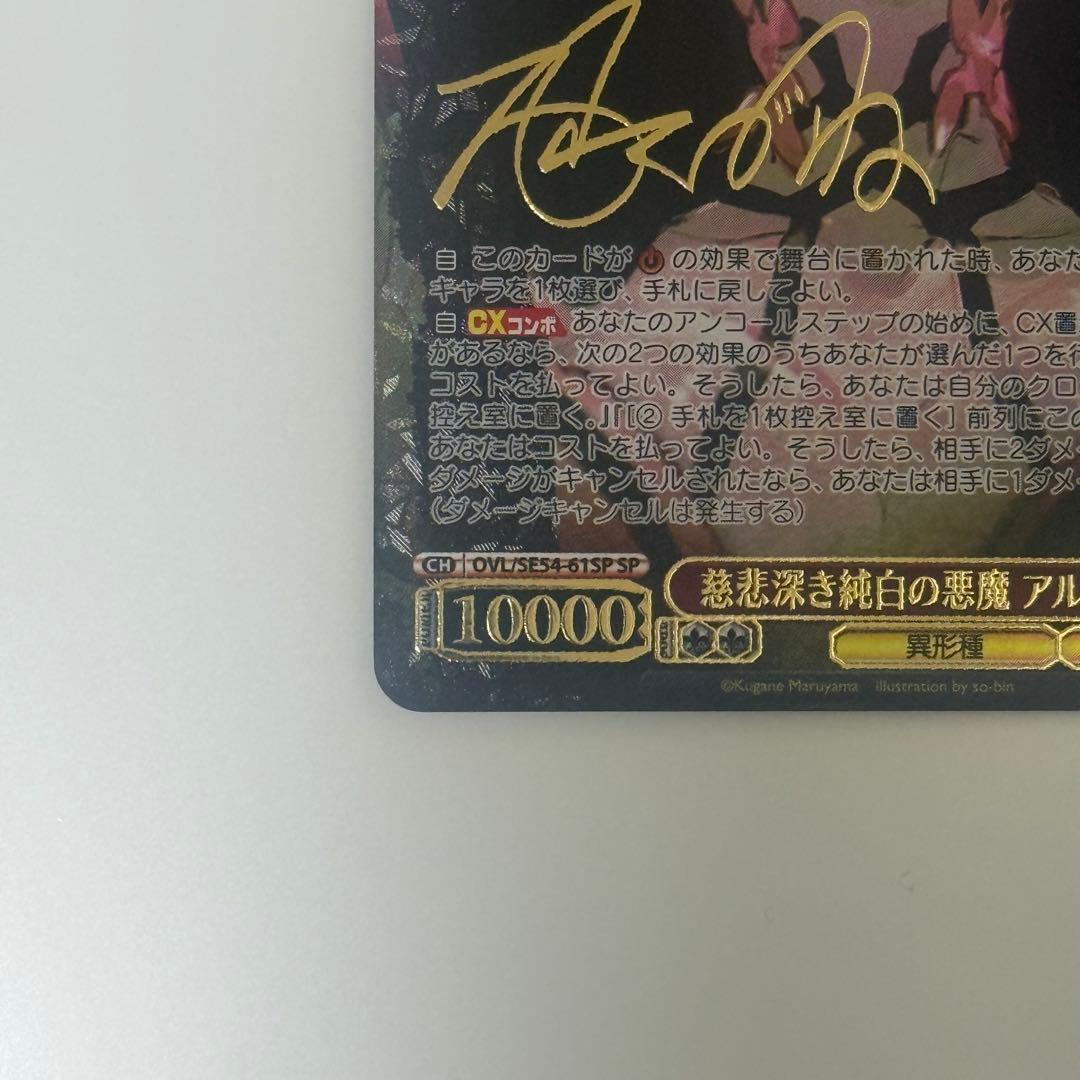 自 このカードが の効果で舞台に置かれた時、あなた
キャラを1枚選び、手札に戻してよい。
自 CXコンボ あなたのアンコールステップの始めに、CX置
があるなら、次の2つの効果のうちあなたが選んだ1つを行
コストを払ってよい。そうしたら、あなたは自分のクロ
控え室に置く。』『[② 手札を1枚控え室に置く] 前列にこの
あなたはコストを払ってよい。そうしたら、相手に2ダメ
ダメージがキャンセルされたなら、あなたは相手に1ダメ
(ダメージキャンセルは発生する)
CH OVL/SE54-61SP SP
慈悲深き純白の悪魔 アル
10000
異形種
©Kugane Maruyama illustration by so-bin